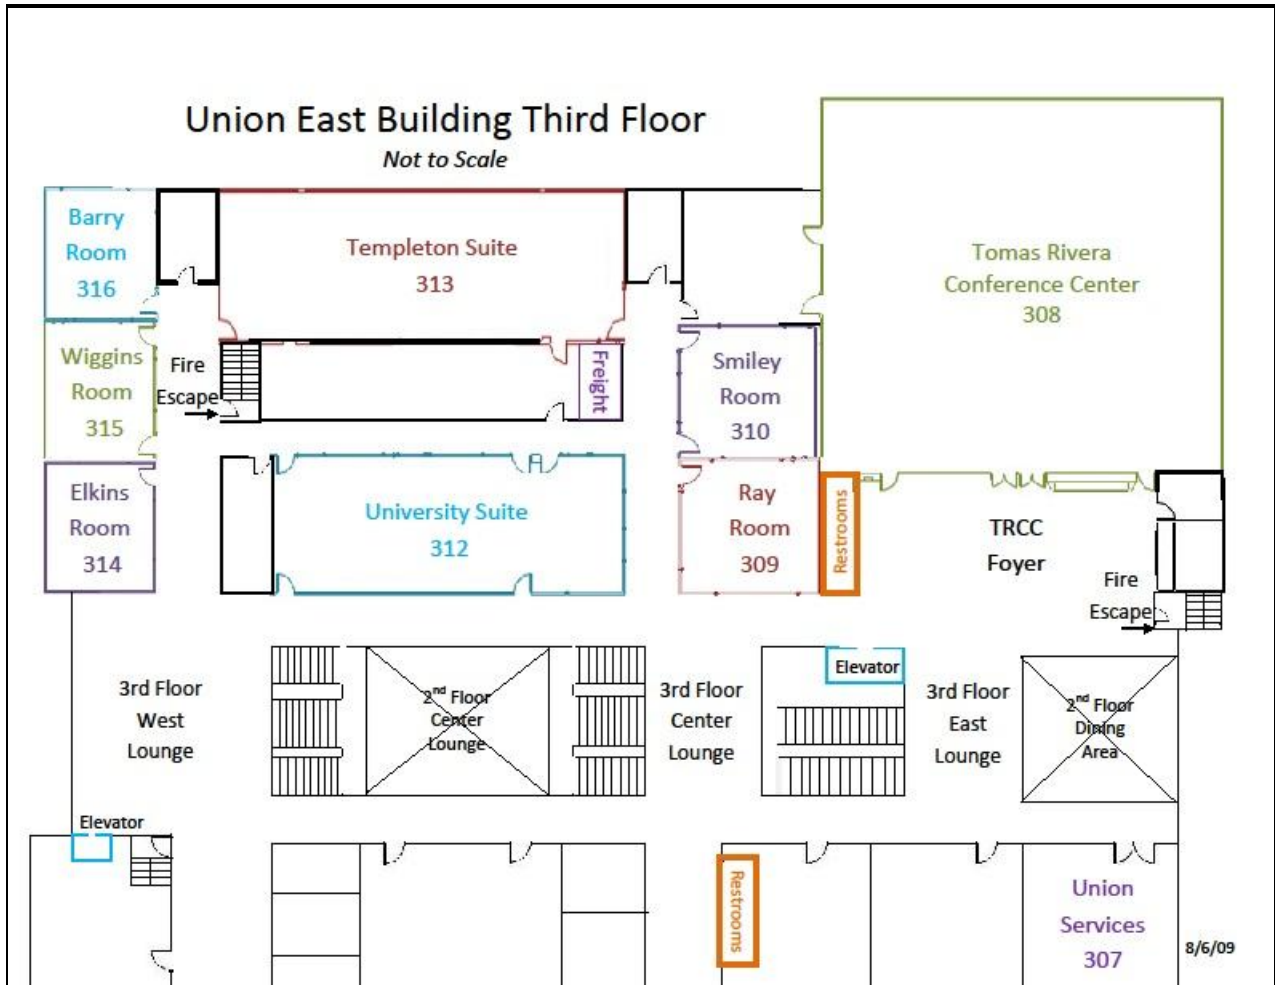 Union East Building Third Floor
Not to Scale
Barry
Room
316
Templeton Suite
313
Tomas Rivera
Conference Center
308
Wiggins
Room
315
Fire
Escape
Freight
Smiley
Room
310
Elkins
Room
314
University Suite
312
Ray
Room
309
Restrooms
TRCC
Foyer
Fire
Escape
3rd Floor
West
Lounge
2nd Floor
Center
Lounge
3rd Floor
Center
Lounge
Elevator
3rd Floor
East
Lounge
2nd Floor
Dining
Area
Elevator
Restrooms
Union
Services
307
8/6/09